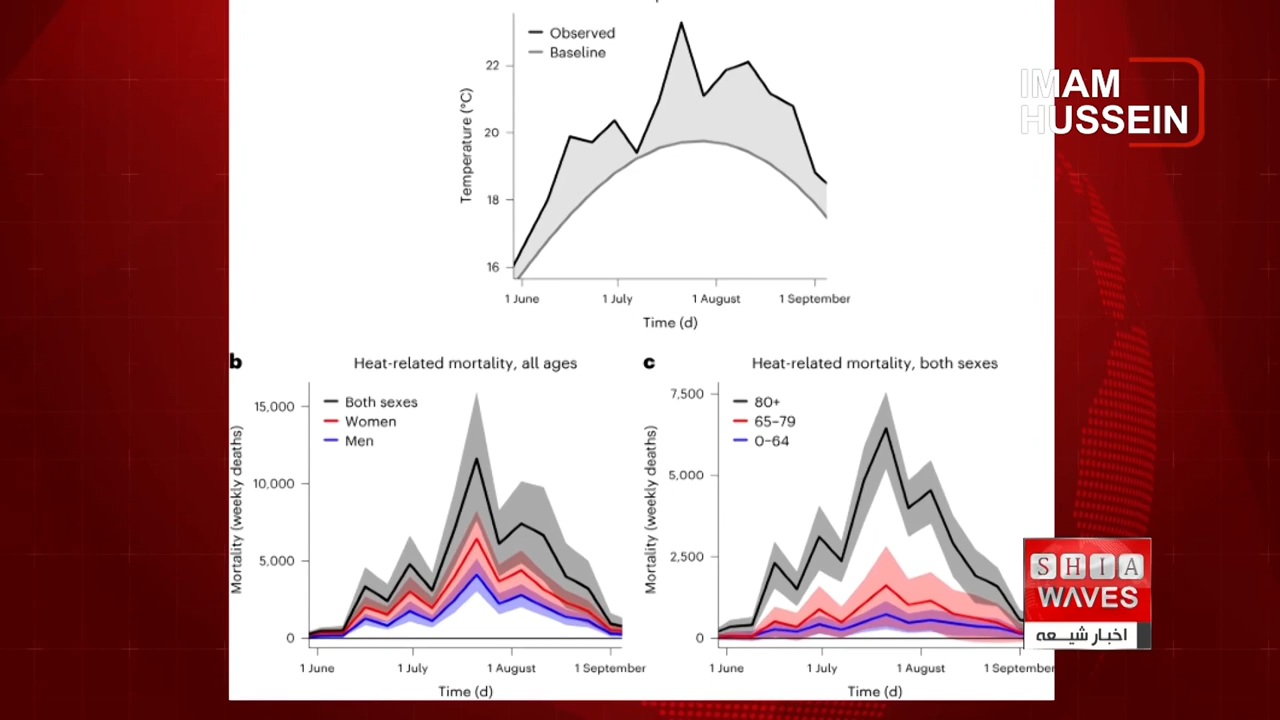 Observed
Baseline
22
20
18
16
Temperature (°C)
1 June
1 July
1 August
1 September
Time (d)
IMAM
HUSSEIN
b
Heat-related mortality, all ages
Both sexes
Women
Men
15,000
10,000
5,000
0
Mortality (weekly deaths)
1 June
1 July
1 August
1 September
Time (d)
c
Heat-related mortality, both sexes
80+
65–79
0–64
7,500
5,000
2,500
0
Mortality (weekly deaths)
1 June
1 July
1 August
1 September
Time (d)
SHIA
WAVES
اخبار شیعه